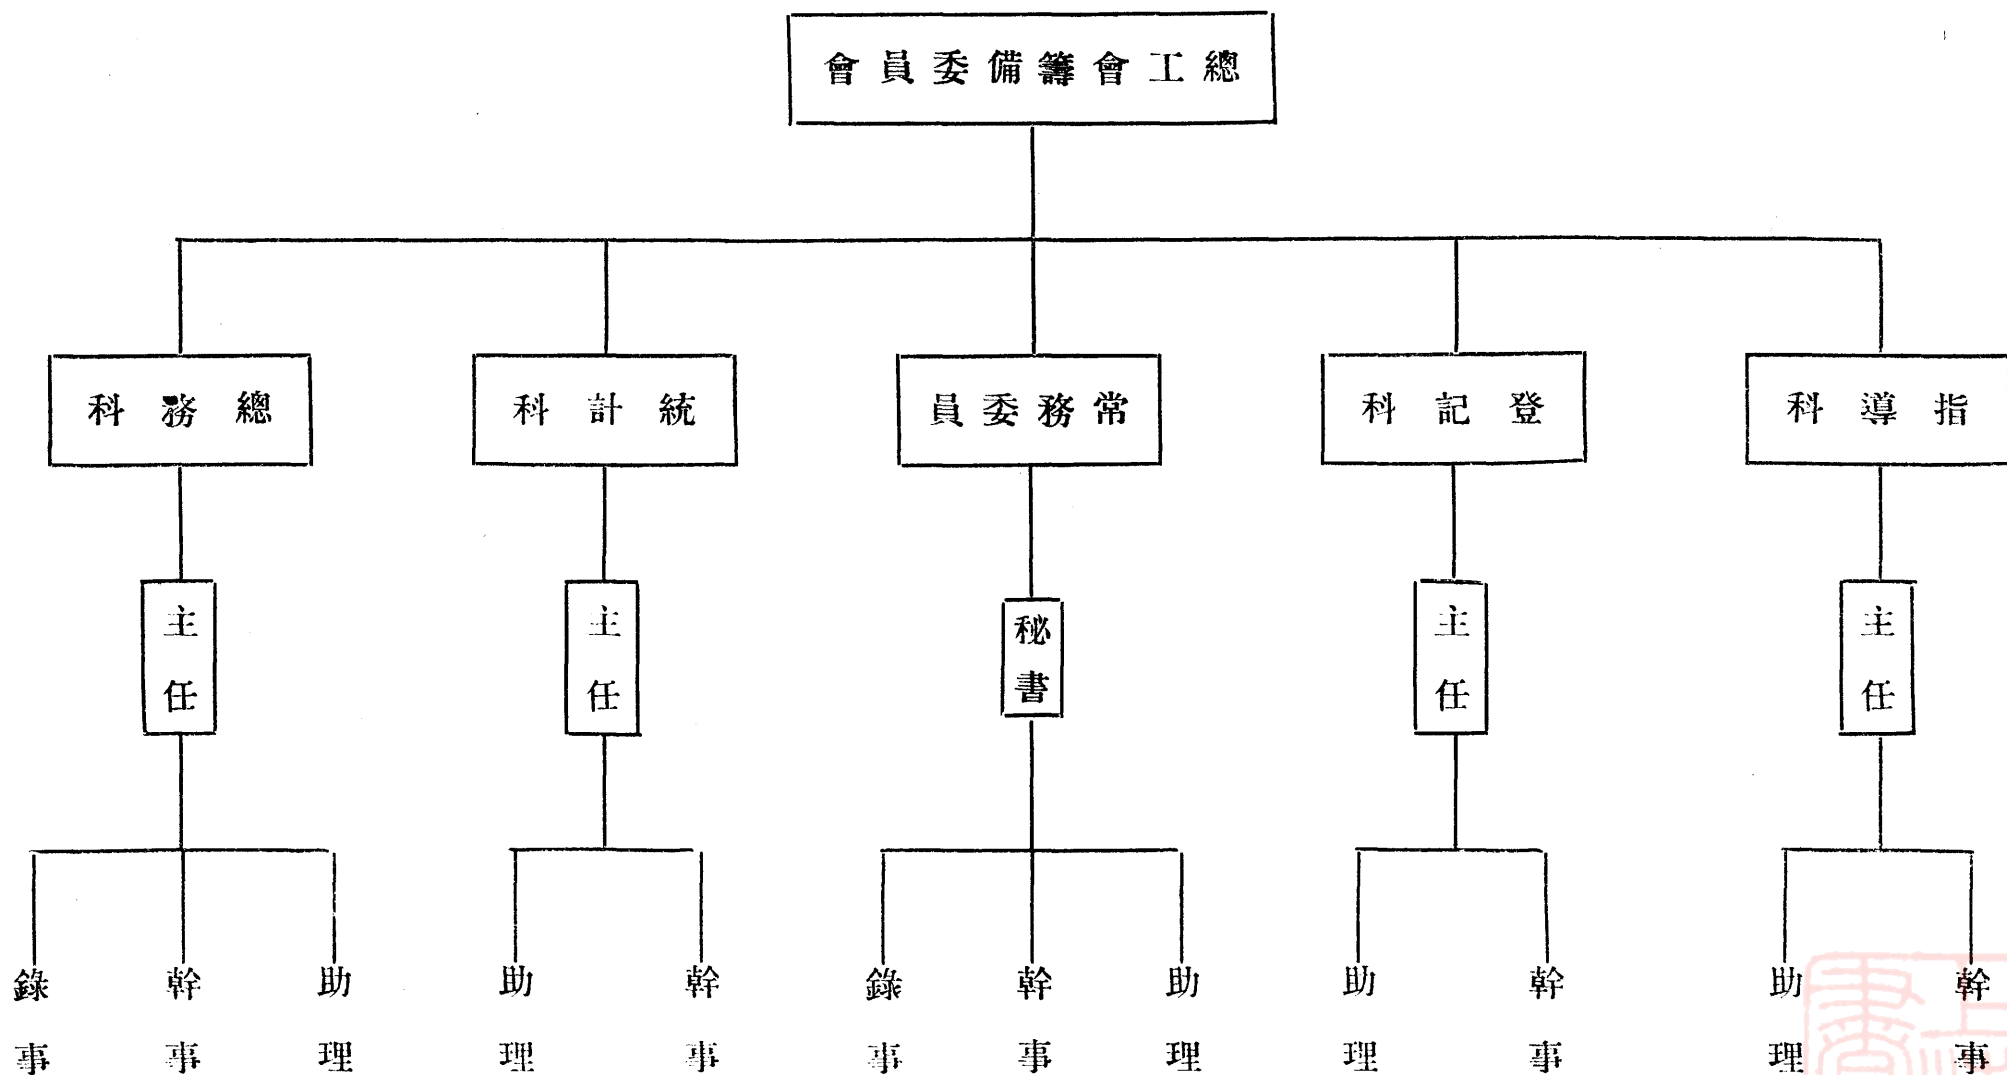 總工會籌備委員會
指導科
登記科
常務委員
統計科
總務科
主任
主任
秘書
主任
主任
幹事
助理
幹事
助理
助理
幹事
錄事
幹事
助理
助理
幹事
錄事